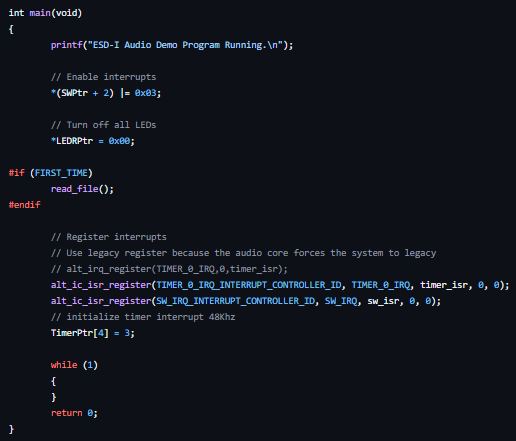 int main(void)
{
printf("ESD-I Audio Demo Program Running.\n");
// Enable interrupts
*(SWPtr + 2) |= 0x03;
// Turn off all LEDs
*LEDRPtr = 0x00;
#if (FIRST_TIME)
read_file();
#endif
// Register interrupts
// Use legacy register because the audio core forces the system to legacy
// alt_irq_register(TIMER_0_IRQ,0,timer_isr);
alt_ic_isr_register(TIMER_0_IRQ_INTERRUPT_CONTROLLER_ID, TIMER_0_IRQ, timer_isr, 0, 0);
alt_ic_isr_register(SW_IRQ_INTERRUPT_CONTROLLER_ID, SW_IRQ, sw_isr, 0, 0);
// initialize timer interrupt 48Khz
TimerPtr[4] = 3;
while (1)
{
}
return 0;
}